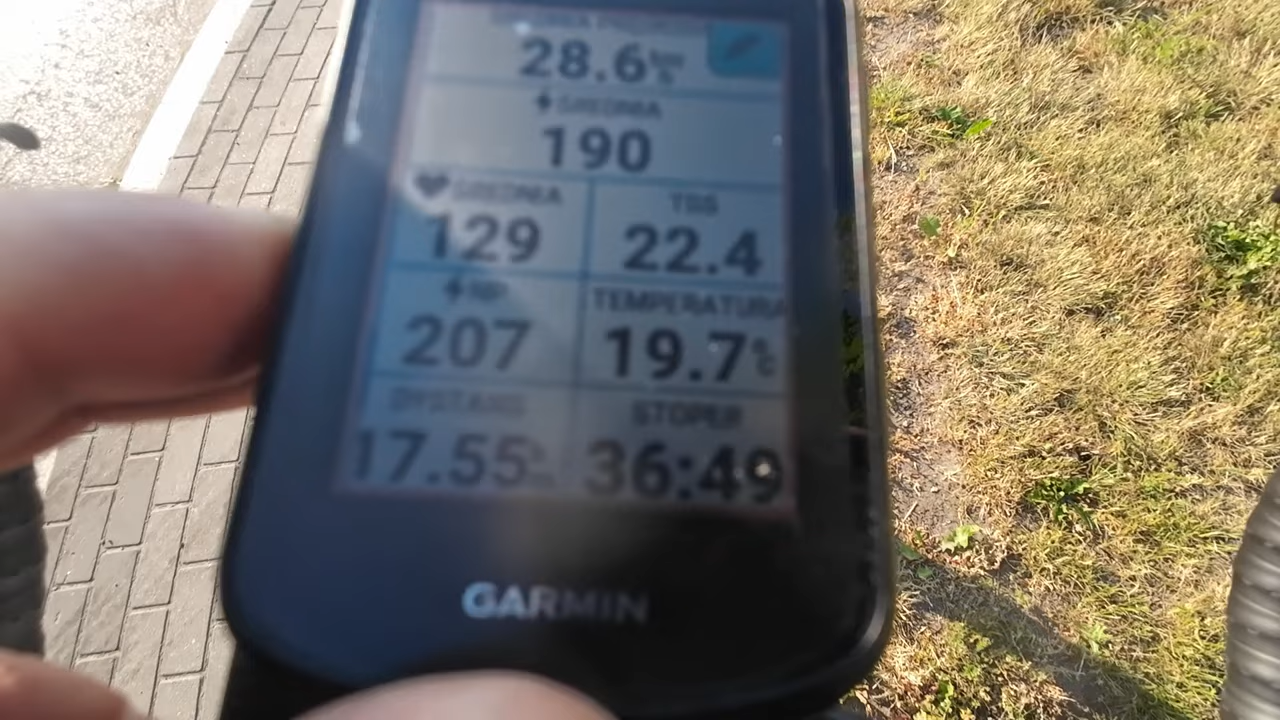 28.6 km/h
ŚREDNIA
190
ŚREDNIA TSS
129 22.4
NP TEMPERATURA
207 19.7 °C
DYSTANS STOPER
17.55 36:49
GARMIN